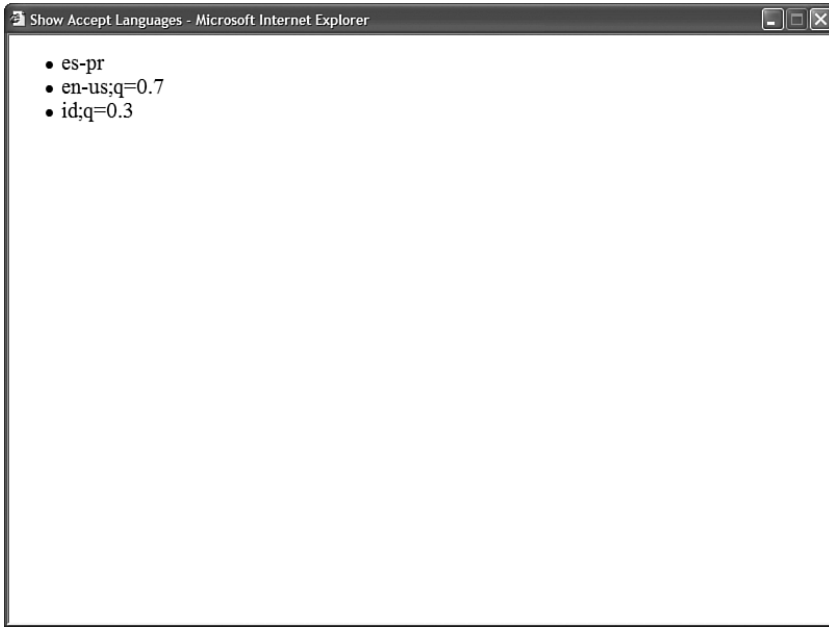 Show Accept Languages - Microsoft Internet Explorer
• es-pr
• en-us;q=0.7
• id;q=0.3